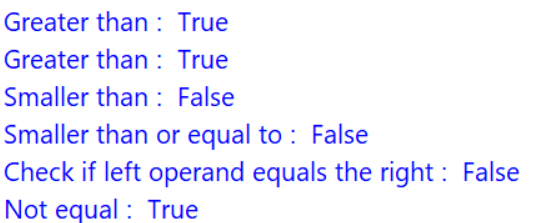 Greater than :  True
Greater than :  True
Smaller than :  False
Smaller than or equal to :  False
Check if left operand equals the right :  False
Not equal :  True